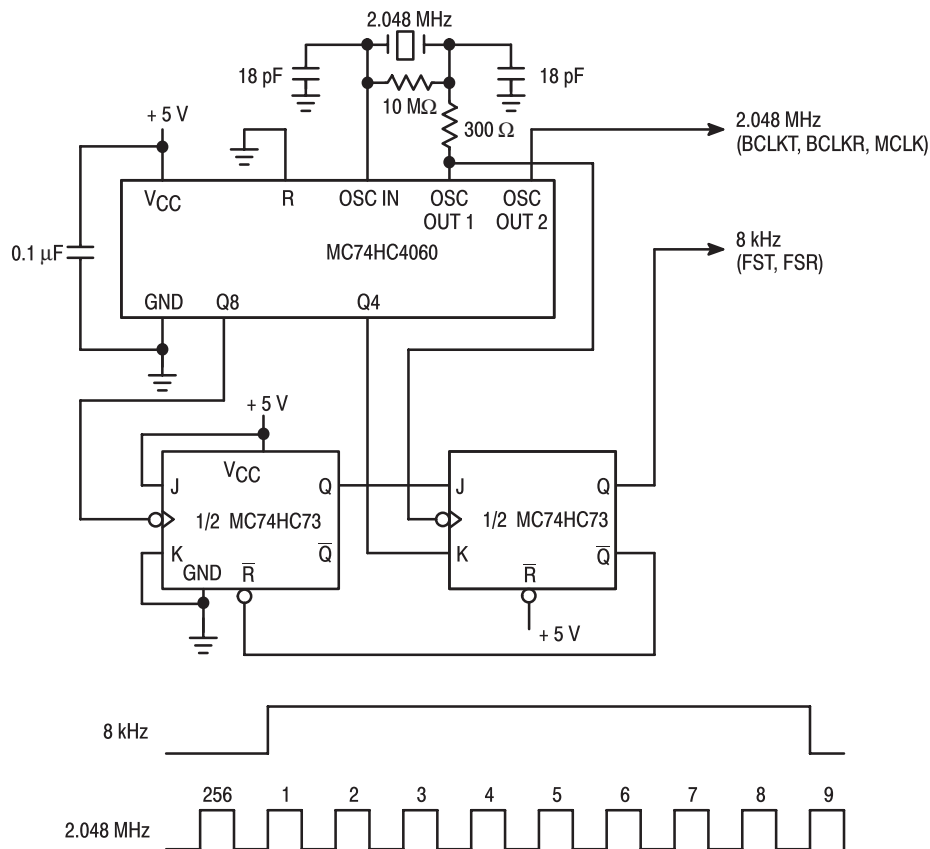 2.048 MHz
18 pF
18 pF
10 MΩ
300 Ω
+ 5 V
2.048 MHz
(BCLKT, BCLKR, MCLK)
VCC
R
OSC IN
OSC
OUT 1
OSC
OUT 2
8 kHz
(FST, FSR)
0.1 µF
MC74HC4060
GND
Q8
Q4
+ 5 V
VCC
J
Q
J
Q
1/2 MC74HC73
1/2 MC74HC73
K
Q̅
K
Q̅
GND
R̅
R̅
+ 5 V
8 kHz
256 1 2 3 4 5 6 7 8 9
2.048 MHz